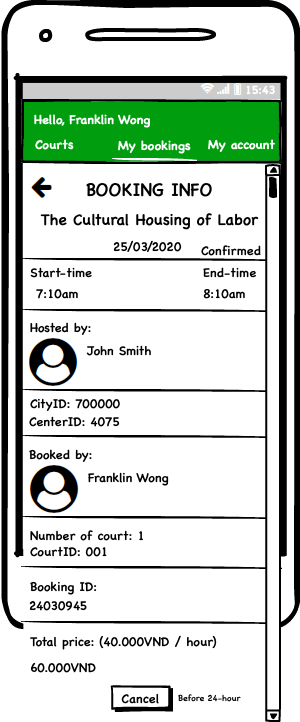 15:43
Hello, Franklin Wong
Courts My bookings My account
BOOKING INFO
The Cultural Housing of Labor
25/03/2020 Confirmed
Start-time End-time
7:10am 8:10am
Hosted by:
John Smith
CityID: 700000
CenterID: 4075
Booked by:
Franklin Wong
Number of court: 1
CourtID: 001
Booking ID:
24030945
Total price: (40.000VND / hour)
60.000VND
Cancel Before 24-hour